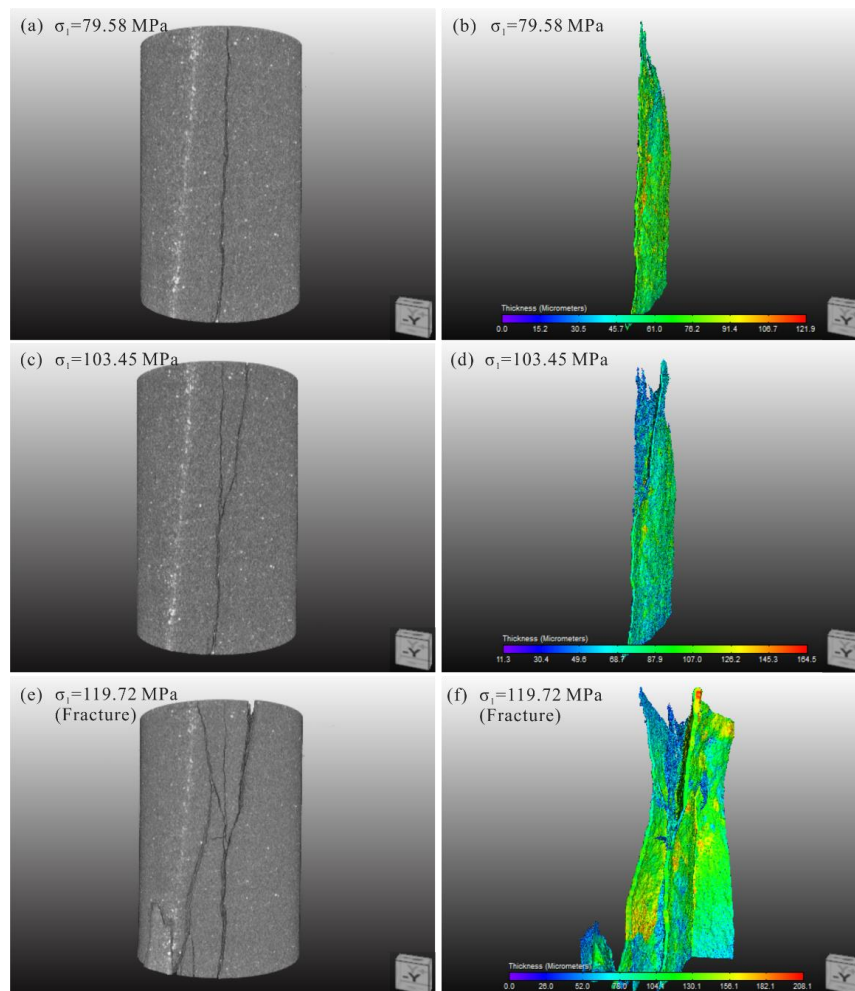 (a) σ₁=79.58 MPa
(b) σ₁=79.58 MPa
Thickness (Micrometers)
0.0 15.2 30.5 45.7 61.0 76.2 91.4 106.7 121.9
(c) σ₁=103.45 MPa
(d) σ₁=103.45 MPa
Thickness (Micrometers)
11.3 30.4 49.6 68.7 87.9 107.0 126.2 145.3 164.5
(e) σ₁=119.72 MPa
(Fracture)
(f) σ₁=119.72 MPa
(Fracture)
Thickness (Micrometers)
0.0 26.0 52.0 78.0 104.1 130.1 156.1 182.1 208.1